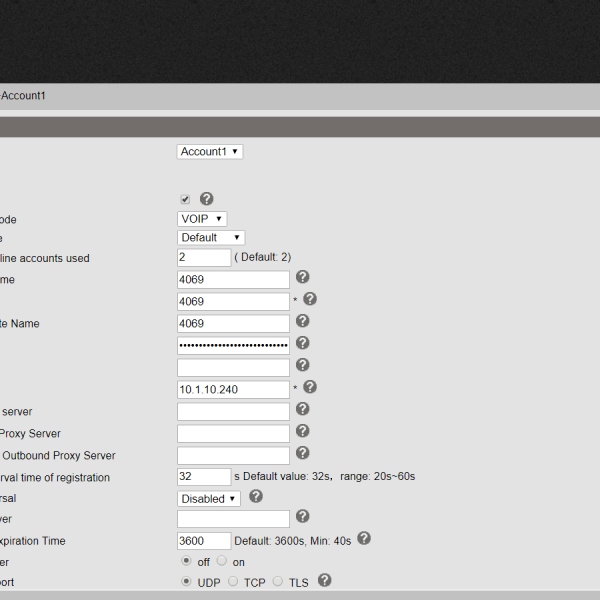 Account1
Account1
ode
VOIP
e
Default
line accounts used
2 ( Default: 2)
me
4069
4069 *
te Name
4069
10.1.10.240 *
server
Proxy Server
Outbound Proxy Server
rval time of registration
32 s Default value: 32s, range: 20s~60s
rsal
Disabled
ver
xpiration Time
3600 Default: 3600s, Min: 40s
er
off on
port
UDP TCP TLS